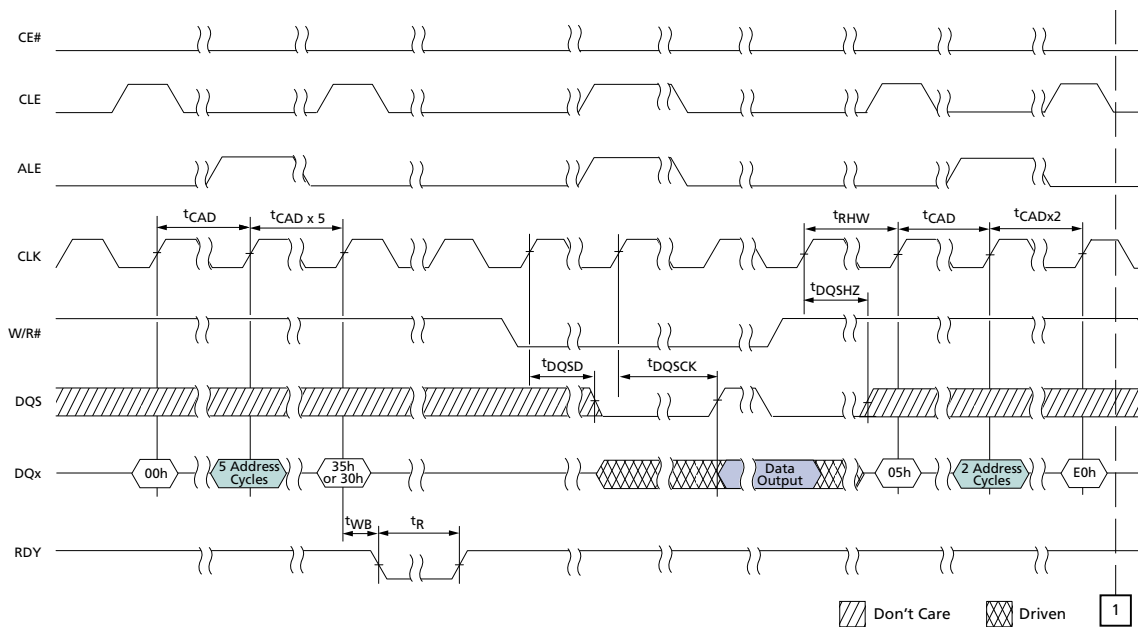 CE#
CLE
ALE
tCAD
tCAD x 5
tRHW
tCAD
tCADx2
CLK
tDQSHZ
W/R#
tDQSD
tDQSCK
DQS
DQx
00h
5 Address
Cycles
35h
or 30h
Data
Output
05h
2 Address
Cycles
E0h
tWB
tR
RDY
Don't Care
Driven
1